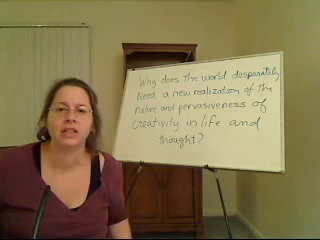 Why does the world desperately
Need a new realization of the
nature and pervasiveness of
creativity in life and
thought?